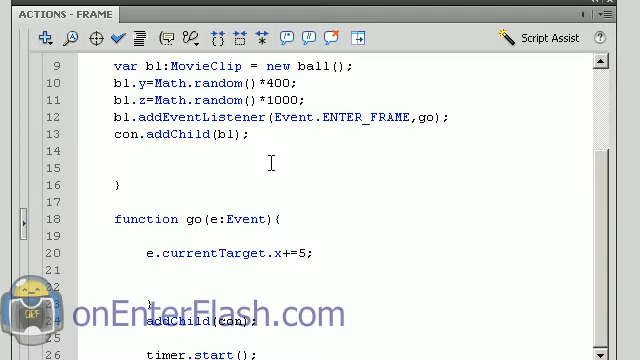 ACTIONS - FRAME
Script Assist
9 var bl:MovieClip = new ball();
10 bl.y=Math.random()*400;
11 bl.z=Math.random()*1000;
12 bl.addEventListener(Event.ENTER_FRAME,go);
13 con.addChild(bl);
14
15
16 }
17
18 function go(e:Event){
19
20 e.currentTarget.x+=5;
21
22
23 }
24 addChild(con);
25
26 timer.start();
onEnterFlash.com